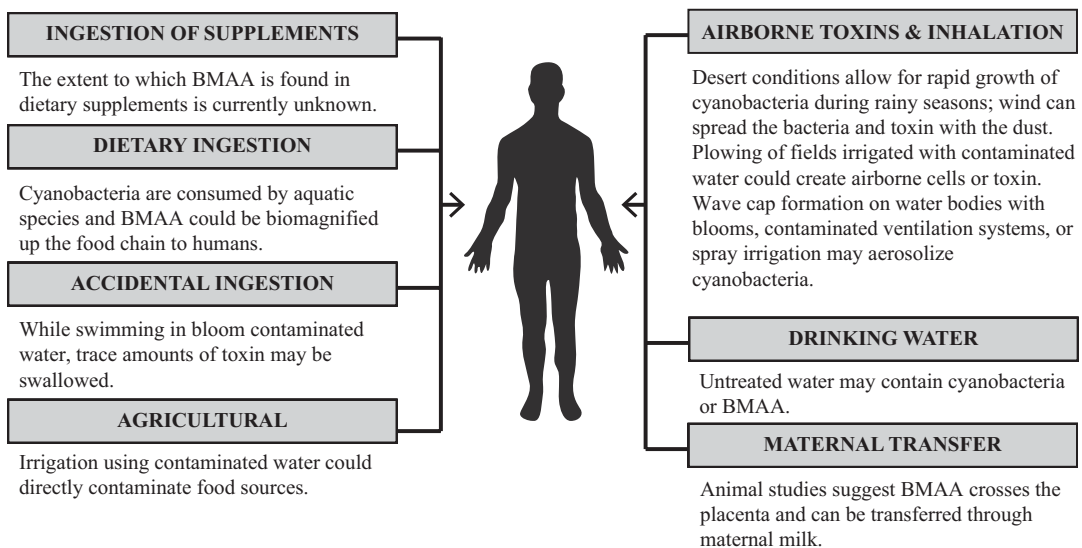 INGESTION OF SUPPLEMENTS
The extent to which BMAA is found in
dietary supplements is currently unknown.
DIETARY INGESTION
Cyanobacteria are consumed by aquatic
species and BMAA could be biomagnified
up the food chain to humans.
ACCIDENTAL INGESTION
While swimming in bloom contaminated
water, trace amounts of toxin may be
swallowed.
AGRICULTURAL
Irrigation using contaminated water could
directly contaminate food sources.
AIRBORNE TOXINS & INHALATION
Desert conditions allow for rapid growth of
cyanobacteria during rainy seasons; wind can
spread the bacteria and toxin with the dust.
Plowing of fields irrigated with contaminated
water could create airborne cells or toxin.
Wave cap formation on water bodies with
blooms, contaminated ventilation systems, or
spray irrigation may aerosolize
cyanobacteria.
DRINKING WATER
Untreated water may contain cyanobacteria
or BMAA.
MATERNAL TRANSFER
Animal studies suggest BMAA crosses the
placenta and can be transferred through
maternal milk.